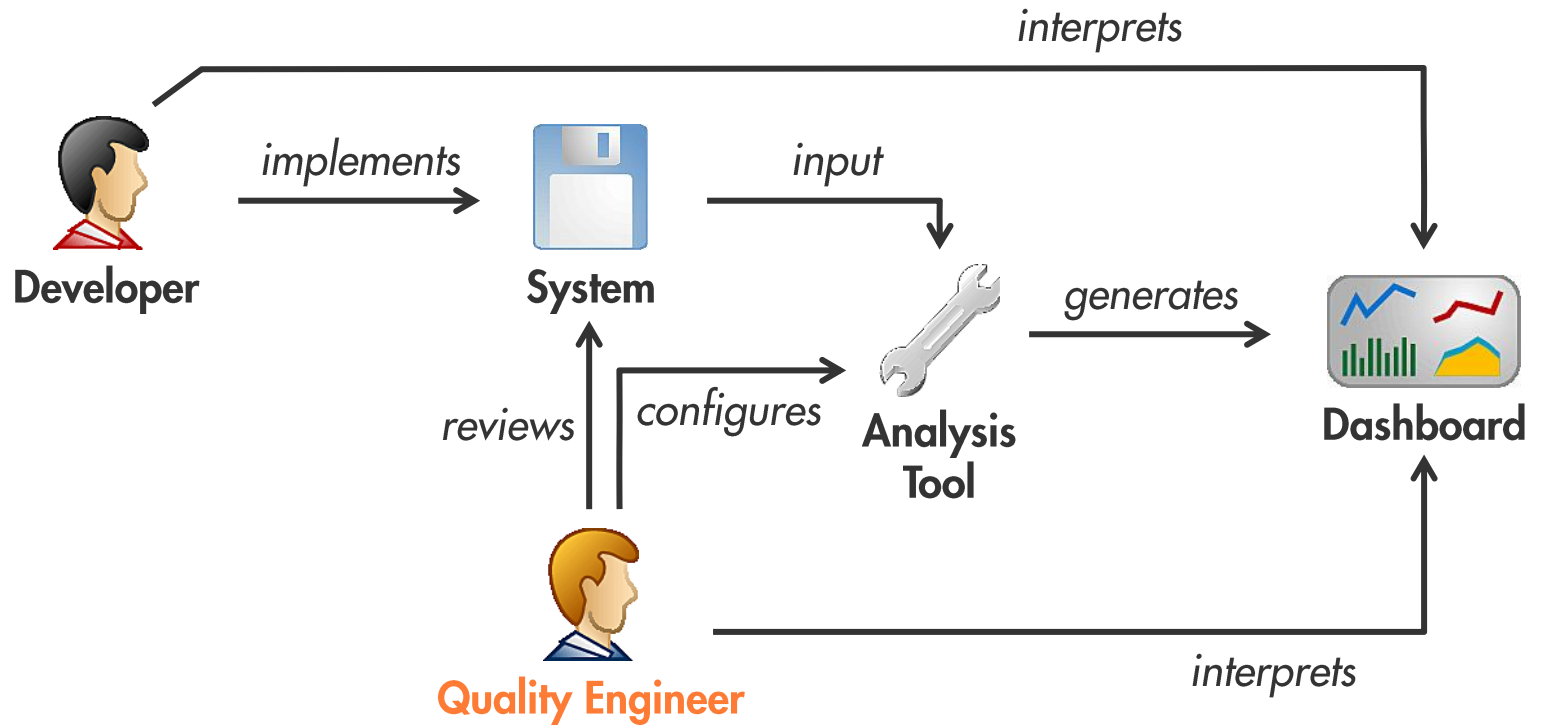 interprets
implements
input
Developer
System
generates
reviews
configures
Analysis
Tool
Dashboard
interprets
Quality Engineer